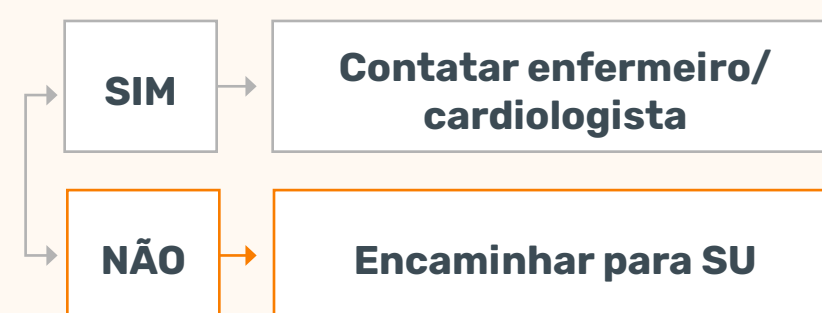 SIM
Contatar enfermeiro/
cardiologista
NÃO
Encaminhar para SU